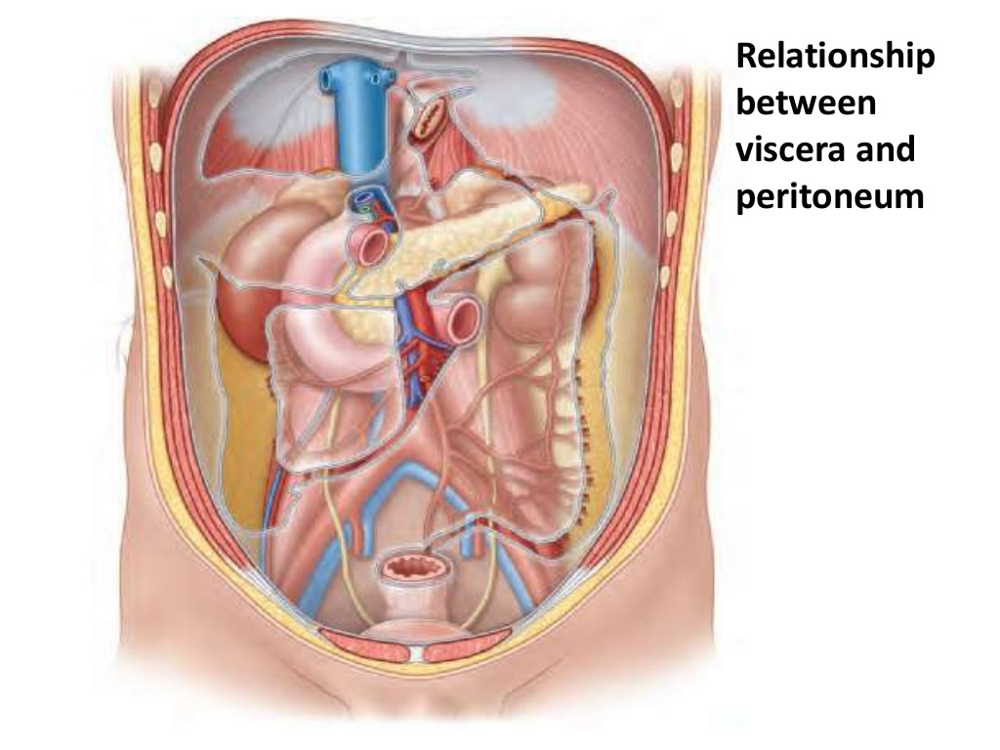 Relationship
between
viscera and
peritoneum